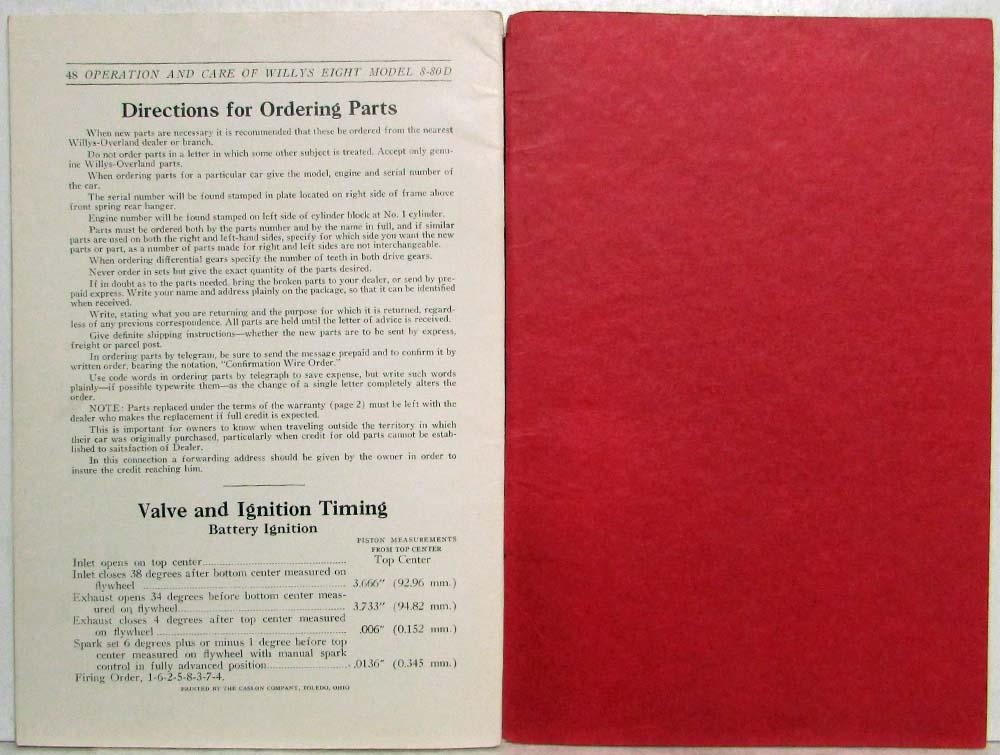 48 OPERATION AND CARE OF WILLYS EIGHT MODEL 8-80D
Directions for Ordering Parts
When new parts are necessary it is recommended that these be ordered from the nearest
Willys-Overland dealer or branch.
Do not order parts in a letter in which some other subject is treated. Accept only genu-
ine Willys-Overland parts.
When ordering parts for a particular car give the model, engine and serial number of
the car.
The serial number will be found stamped in plate located on right side of frame above
front spring rear hanger.
Engine number will be found stamped on left side of cylinder block at No. 1 cylinder.
Parts must be ordered both by the parts number and by the name in full, and if similar
parts are used on both the right and left-hand sides, specify for which side you want the new
parts or part, as a number of parts made for right and left sides are not interchangeable.
When ordering differential gears specify the number of teeth in both drive gears.
Never order in sets but give the exact quantity of the parts desired.
If in doubt as to the parts needed, bring the broken parts to your dealer, or send by pre-
paid express. Write your name and address plainly on the package, so that it can be identified
when received.
Write, stating what you are returning and the purpose for which it is returned, regard-
less of any previous correspondence. All parts are held until the letter of advice is received.
Give definite shipping instructions—whether the new parts are to be sent by express,
freight or parcel post.
In ordering parts by telegram, be sure to send the message prepaid and to confirm it by
written order, bearing the notation, "Confirmation Wire Order."
Use code words in ordering parts by telegraph to save expense, but write such words
plainly—if possible typewrite them—as the change of a single letter completely alters the
order.
NOTE: Parts replaced under the terms of the warranty (page 2) must be left with the
dealer who makes the replacement if full credit is expected.
This is important for owners to know when traveling outside the territory in which
their car was originally purchased, particularly when credit for old parts cannot be estab-
lished to saitsfaction of Dealer.
In this connection a forwarding address should be given by the owner in order to
insure the credit reaching him.
Valve and Ignition Timing
Battery Ignition
PISTON MEASUREMENTS
FROM TOP CENTER
Inlet opens on top center Top Center
Inlet closes 38 degrees after bottom center measured on
flywheel 3.666" (92.96 mm.)
Exhaust opens 34 degrees before bottom center meas-
ured on flywheel 3.733" (94.82 mm.)
Exhaust closes 4 degrees after top center measured
on flywheel .006" (0.152 mm.)
Spark set 6 degrees plus or minus 1 degree before top
center measured on flywheel with manual spark
control in fully advanced position .0136" (0.345 mm.)
Firing Order, 1-6-2-5-8-3-7-4.
PRINTED BY THE CASLON COMPANY, TOLEDO, OHIO